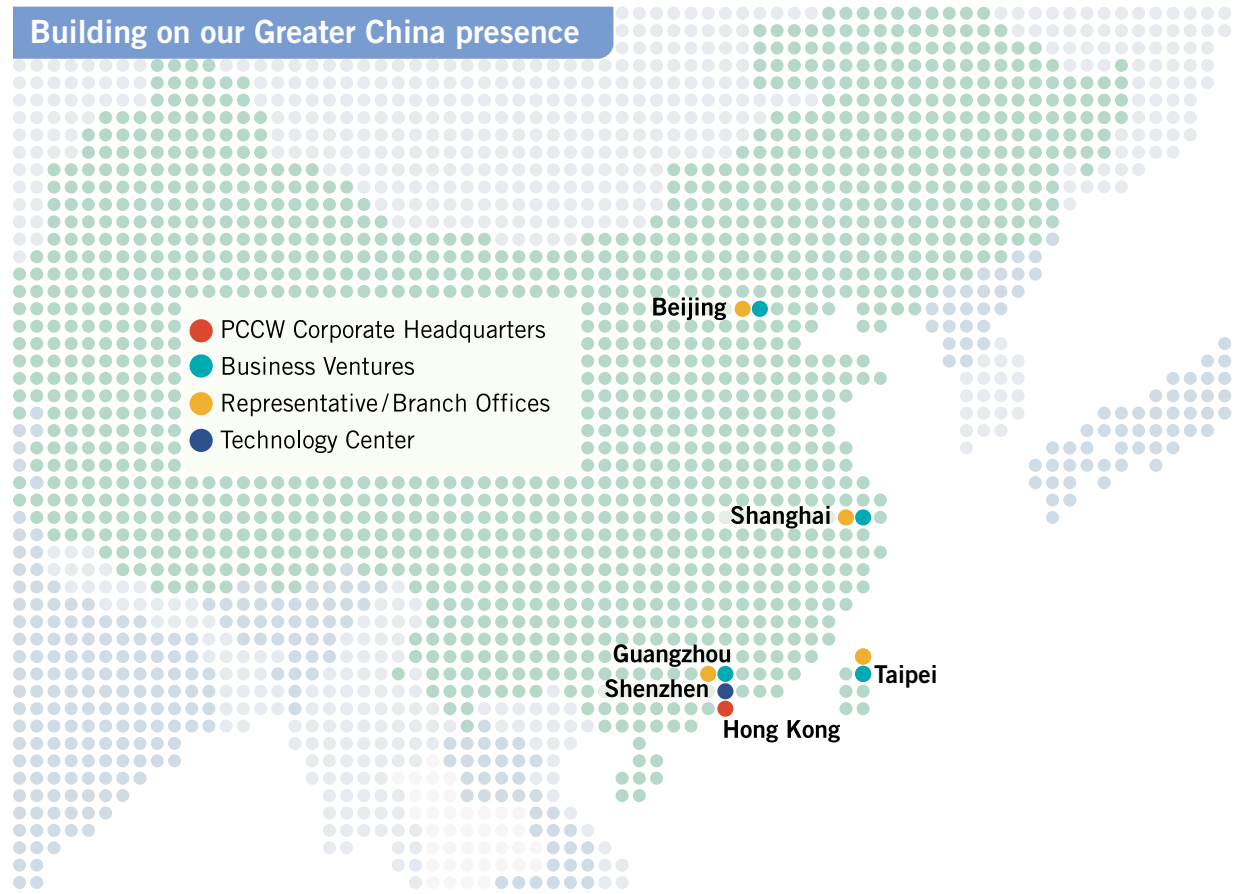 Building on our Greater China presence
Beijing
PCCW Corporate Headquarters
Business Ventures
Representative/Branch Offices
Technology Center
Shanghai
Guangzhou
Taipei
Shenzhen
Hong Kong